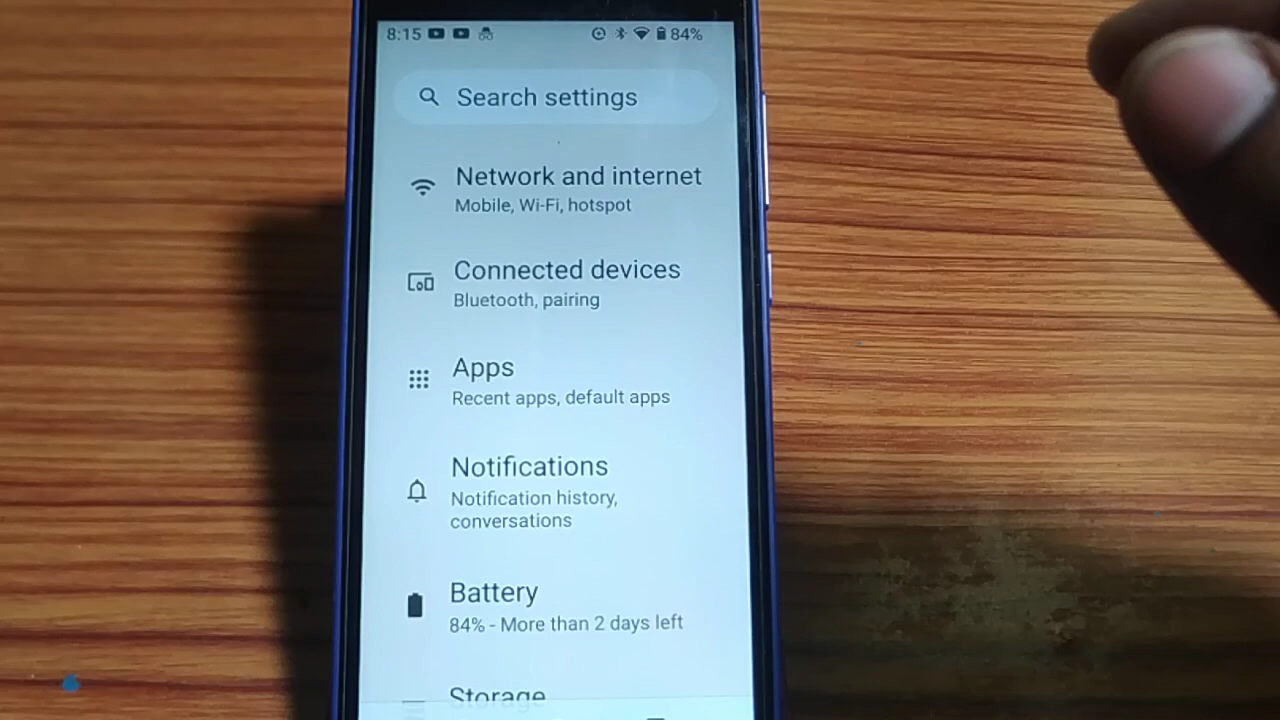 8:15 84%
Search settings
Network and internet
Mobile, Wi-Fi, hotspot
Connected devices
Bluetooth, pairing
Apps
Recent apps, default apps
Notifications
Notification history,
conversations
Battery
84% - More than 2 days left
Storage